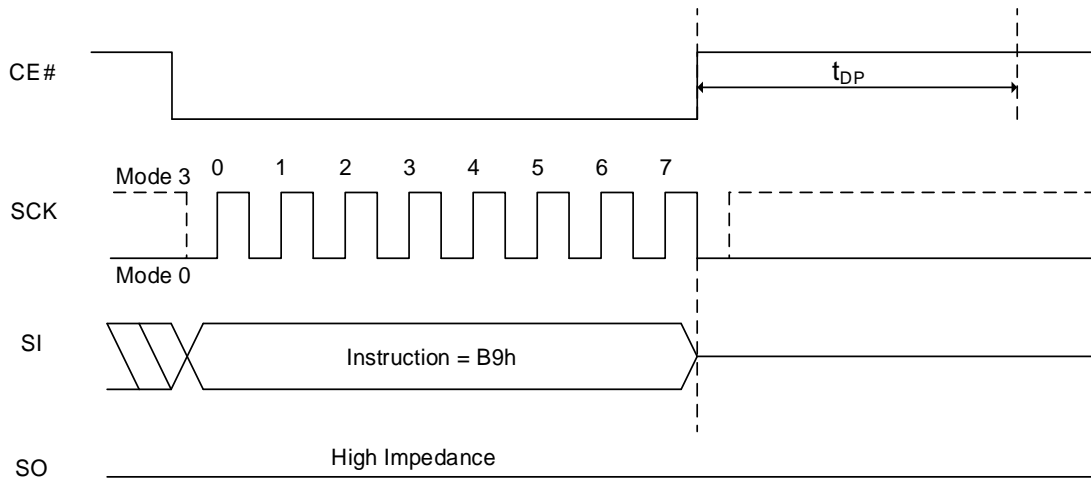 CE#
tDP
Mode 3
0 1 2 3 4 5 6 7
SCK
Mode 0
SI
Instruction = B9h
SO
High Impedance